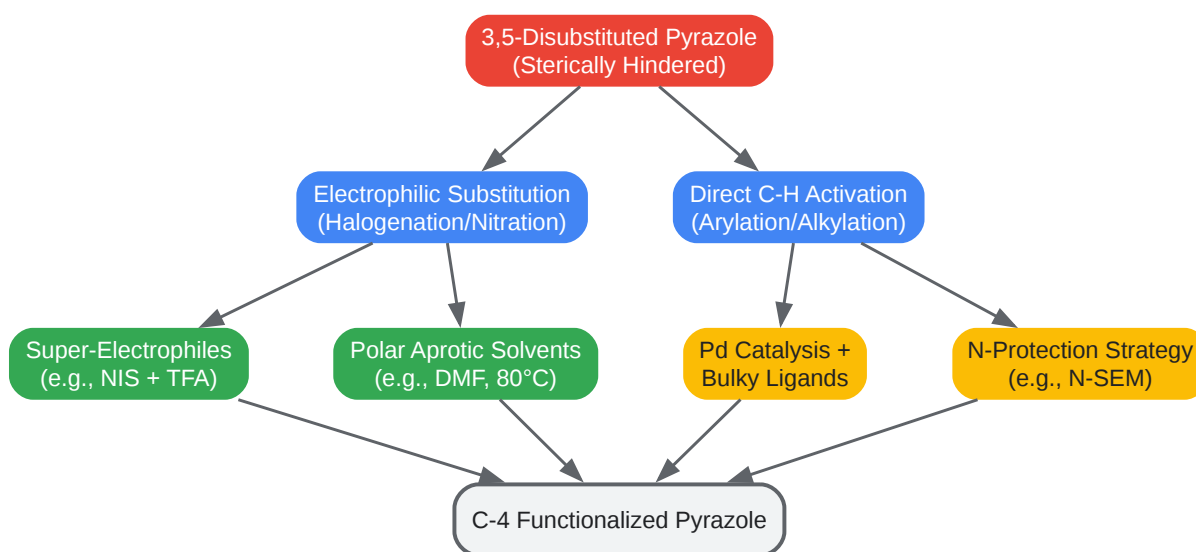 3,5-Disubstituted Pyrazole
(Sterically Hindered)
Electrophilic Substitution
(Halogenation/Nitration)
Direct C-H Activation
(Arylation/Alkylation)
Super-Electrophiles
(e.g., NIS + TFA)
Polar Aprotic Solvents
(e.g., DMF, 80°C)
Pd Catalysis +
Bulky Ligands
N-Protection Strategy
(e.g., N-SEM)
C-4 Functionalized Pyrazole